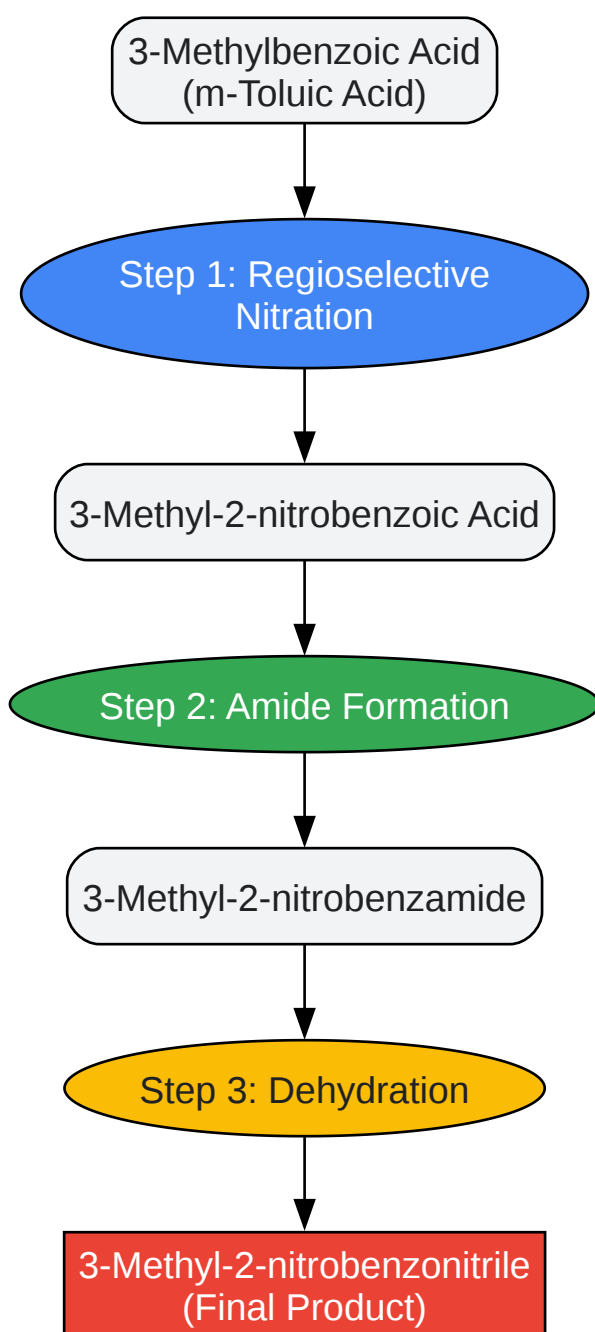 3-Methylbenzoic Acid
(m-Toluic Acid)
Step 1: Regioselective
Nitration
3-Methyl-2-nitrobenzoic Acid
Step 2: Amide Formation
3-Methyl-2-nitrobenzamide
Step 3: Dehydration
3-Methyl-2-nitrobenzonitrile
(Final Product)